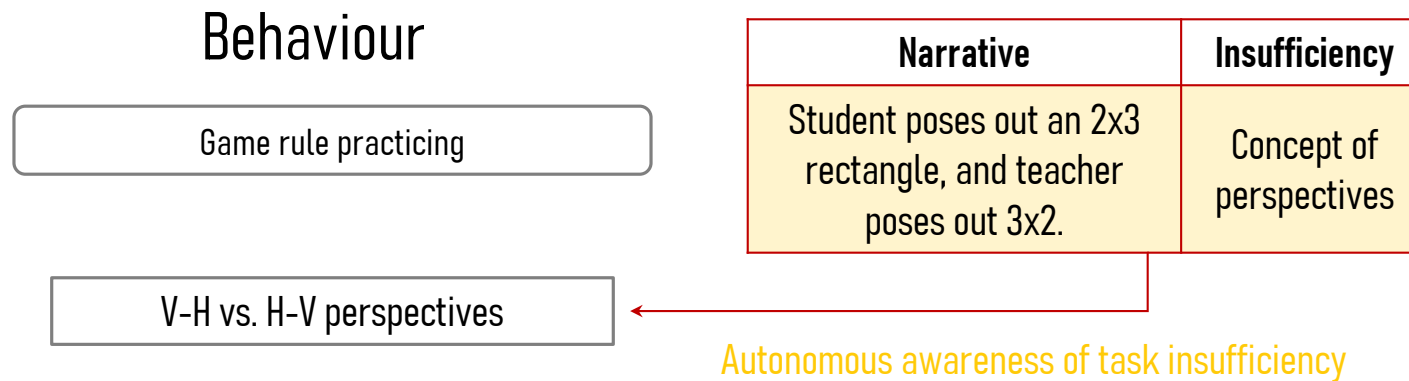 Behaviour
Game rule practicing
V-H vs. H-V perspectives
Narrative
Insufficiency
Student poses out an 2x3
rectangle, and teacher
poses out 3x2.
Concept of
perspectives
Autonomous awareness of task insufficiency